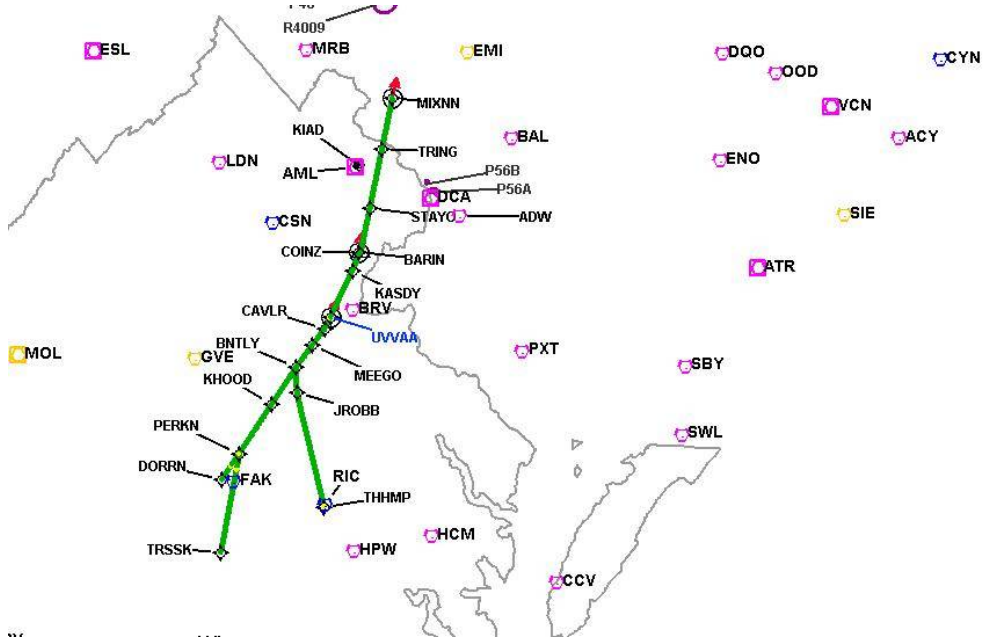 R4009
ESL
MRB
EMI
DQO
CYN
OOD
MIXNN
VCN
KIAD
BAL
ACY
TRING
LDN
AML
P56B
ENO
P56A
DCA
CSN
STAYO
ADW
SIE
COINZ
BARIN
ATR
KASDY
CAVLR
BRV
UVVAA
BNTLY
MOL
GVE
MEEGO
PXT
SBY
KHOOD
JROBB
PERKN
SWL
DORRN
FAK
RIC
THHMP
TRSSK
HPW
HCM
CCV